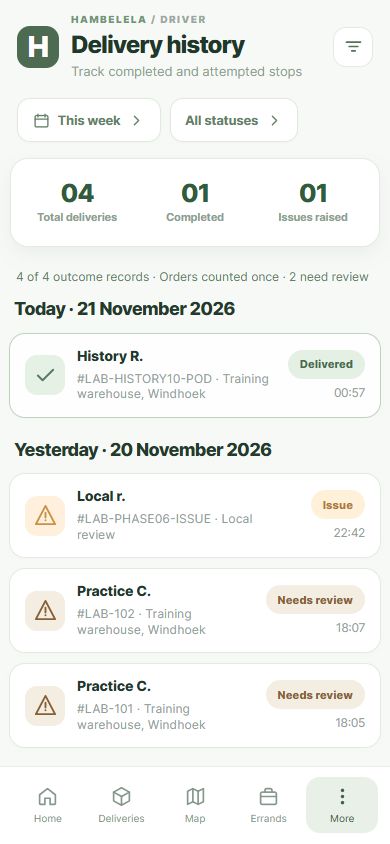 HAMBELELA / DRIVER
H
Delivery history
Track completed and attempted stops
This week
All statuses
04
01
01
Total deliveries
Completed
Issues raised
4 of 4 outcome records · Orders counted once · 2 need review
Today · 21 November 2026
History R.
Delivered
#LAB-HISTORY10-POD · Training
warehouse, Windhoek
00:57
Yesterday · 20 November 2026
Local r.
Issue
#LAB-PHASE06-ISSUE · Local
review
22:42
Practice C.
Needs review
#LAB-102 · Training
warehouse, Windhoek
18:07
Practice C.
Needs review
#LAB-101 · Training
warehouse, Windhoek
18:05
Home
Deliveries
Map
Errands
More